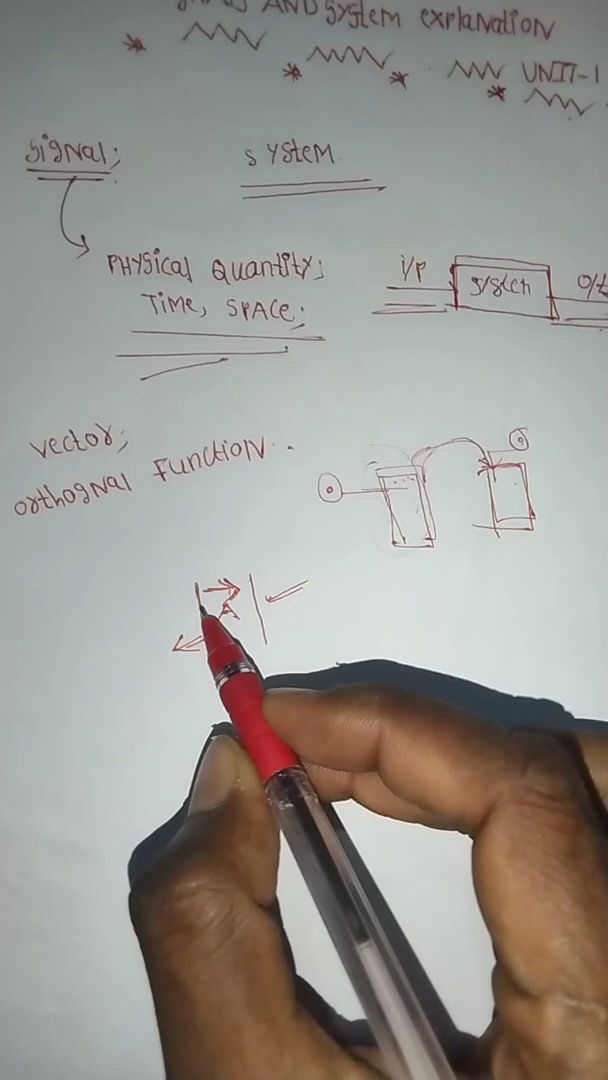 AND System explanation
UNIT-1
SigNal;
SYSteM
PHYSical Quantity;
Time, SPACe.
i/p
System
vector;
orthognal Function..
A